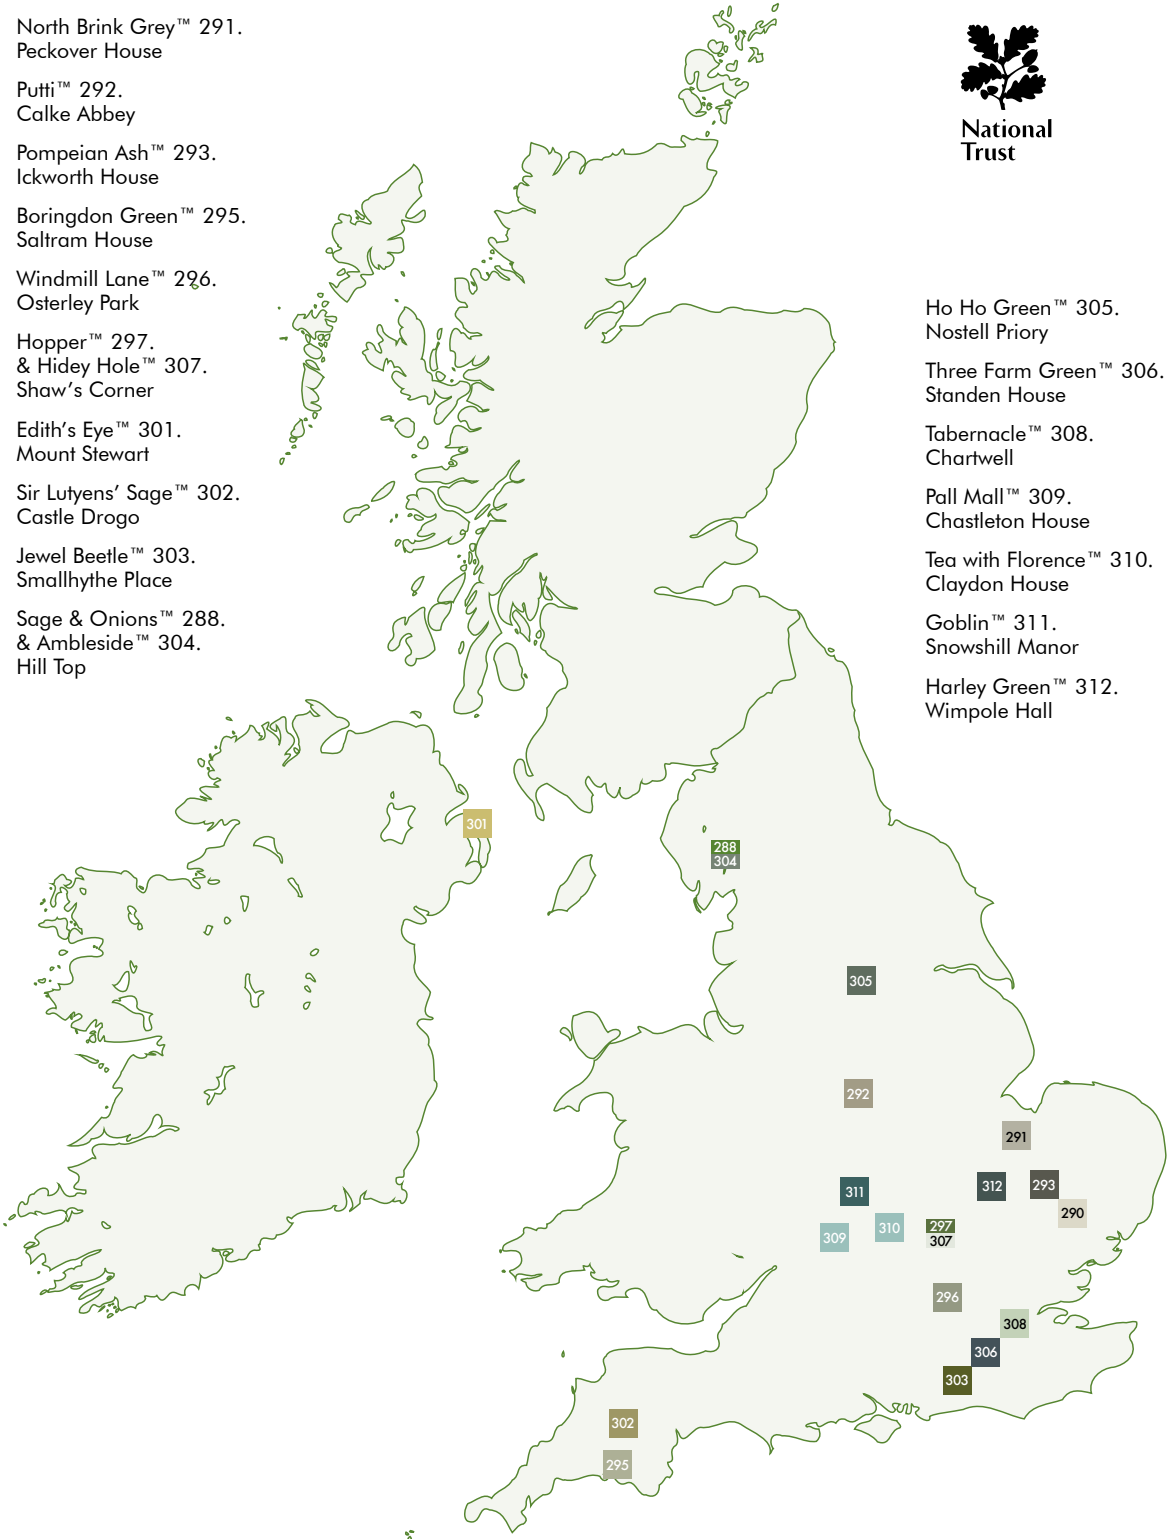 North Brink Grey™ 291.
Peckover House
Putti™ 292.
Calke Abbey
Pompeian Ash™ 293.
Ickworth House
Boringdon Green™ 295.
Saltram House
Windmill Lane™ 296.
Osterley Park
Hopper™ 297.
& Hidey Hole™ 307.
Shaw's Corner
Edith's Eye™ 301.
Mount Stewart
Sir Lutyens' Sage™ 302.
Castle Drogo
Jewel Beetle™ 303.
Smallhythe Place
Sage & Onions™ 288.
& Ambleside™ 304.
Hill Top
National
Trust
Ho Ho Green™ 305.
Nostell Priory
Three Farm Green™ 306.
Standen House
Tabernacle™ 308.
Chartwell
Pall Mall™ 309.
Chastleton House
Tea with Florence™ 310.
Claydon House
Goblin™ 311.
Snowshill Manor
Harley Green™ 312.
Wimpole Hall
301
288
304
305
292
291
312
293
311
290
310
309
297
307
296
308
306
303
302
295